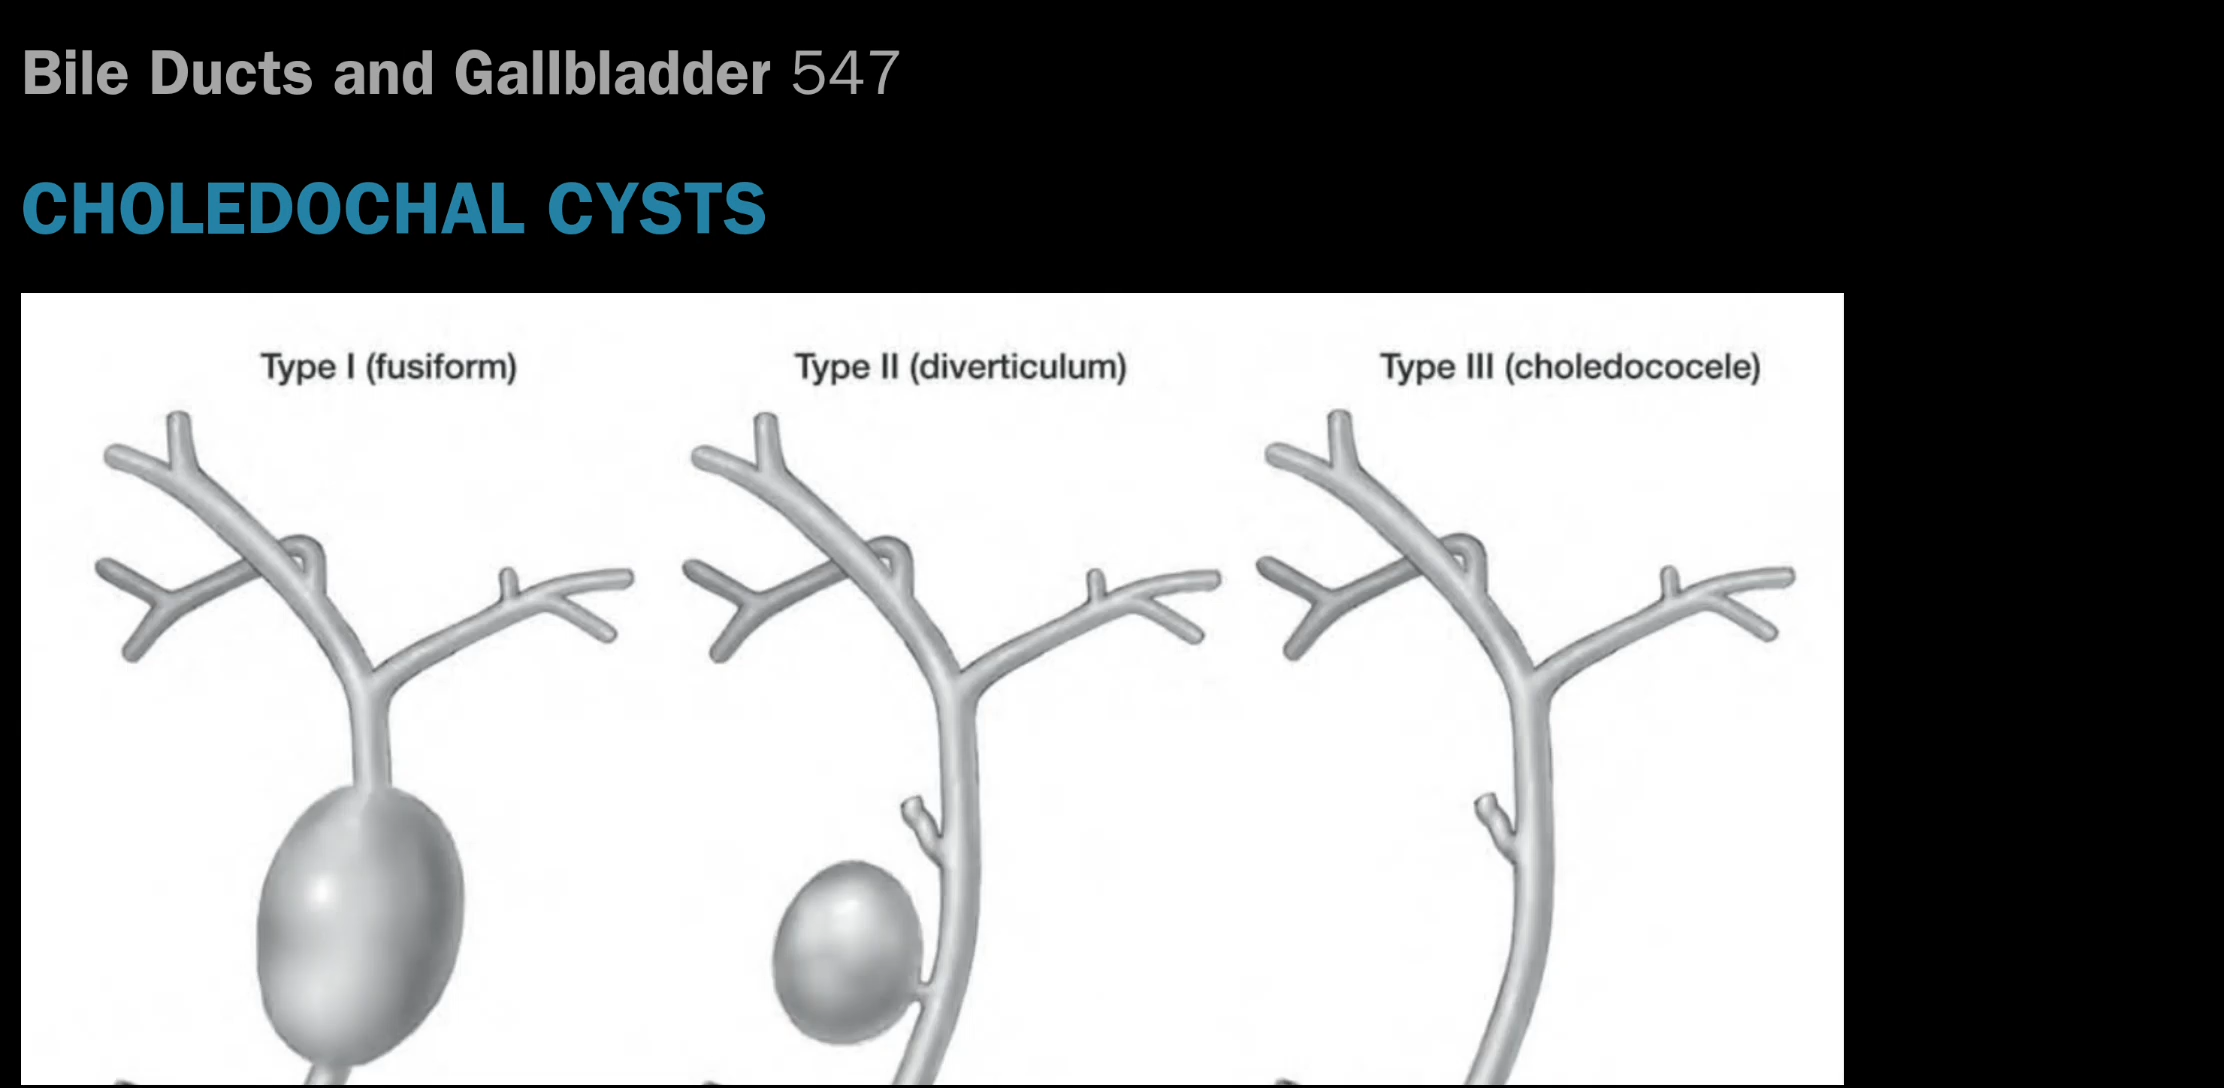 Bile Ducts and Gallbladder 547
CHOLEDOCHAL CYSTS
Type I (fusiform)
Type II (diverticulum)
Type III (choledococele)